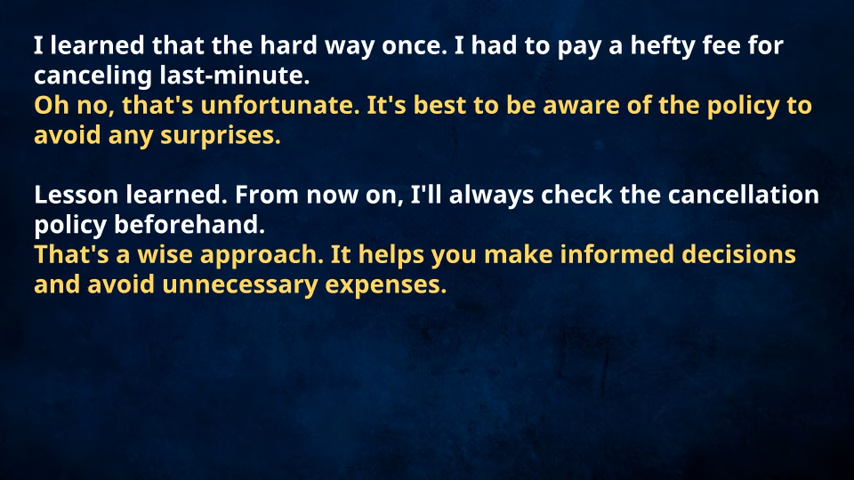 I learned that the hard way once. I had to pay a hefty fee for
canceling last-minute.
Oh no, that's unfortunate. It's best to be aware of the policy to
avoid any surprises.
Lesson learned. From now on, I'll always check the cancellation
policy beforehand.
That's a wise approach. It helps you make informed decisions
and avoid unnecessary expenses.